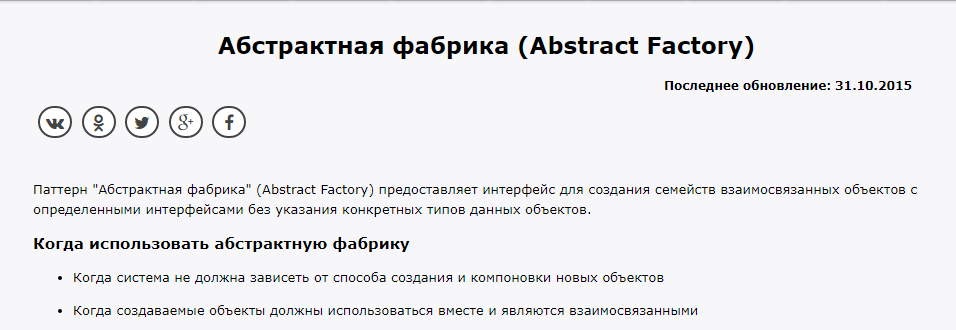 Абстрактная фабрика (Abstract Factory)
Последнее обновление: 31.10.2015
Паттерн "Абстрактная фабрика" (Abstract Factory) предоставляет интерфейс для создания семейств взаимосвязанных объектов с
определенными интерфейсами без указания конкретных типов данных объектов.
Когда использовать абстрактную фабрику
• Когда система не должна зависеть от способа создания и компоновки новых объектов
• Когда создаваемые объекты должны использоваться вместе и являются взаимосвязанными